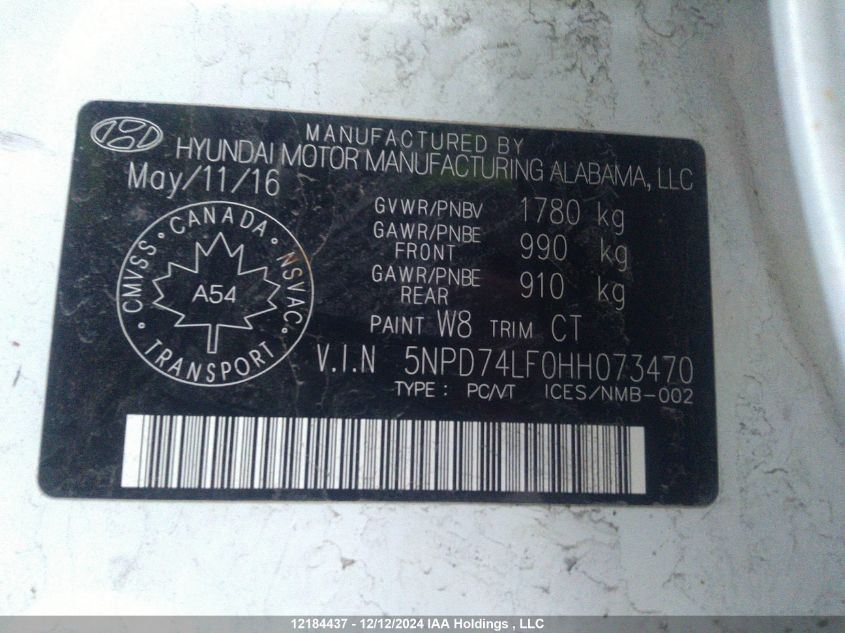 MANUFACTURED BY
HYUNDAI MOTOR MANUFACTURING ALABAMA, LLC
May/11/16
GVWR/PNBV 1780 kg
GAWR/PNBE FRONT 990 kg
GAWR/PNBE REAR 910 kg
PAINT W8 TRIM CT
V.I.N 5NPD74LF0HH073470
TYPE : PC/VT ICES/NMB-002
CMVSS · CANADA · NSVAC
A54
TRANSPORT
12184437 - 12/12/2024 IAA Holdings , LLC